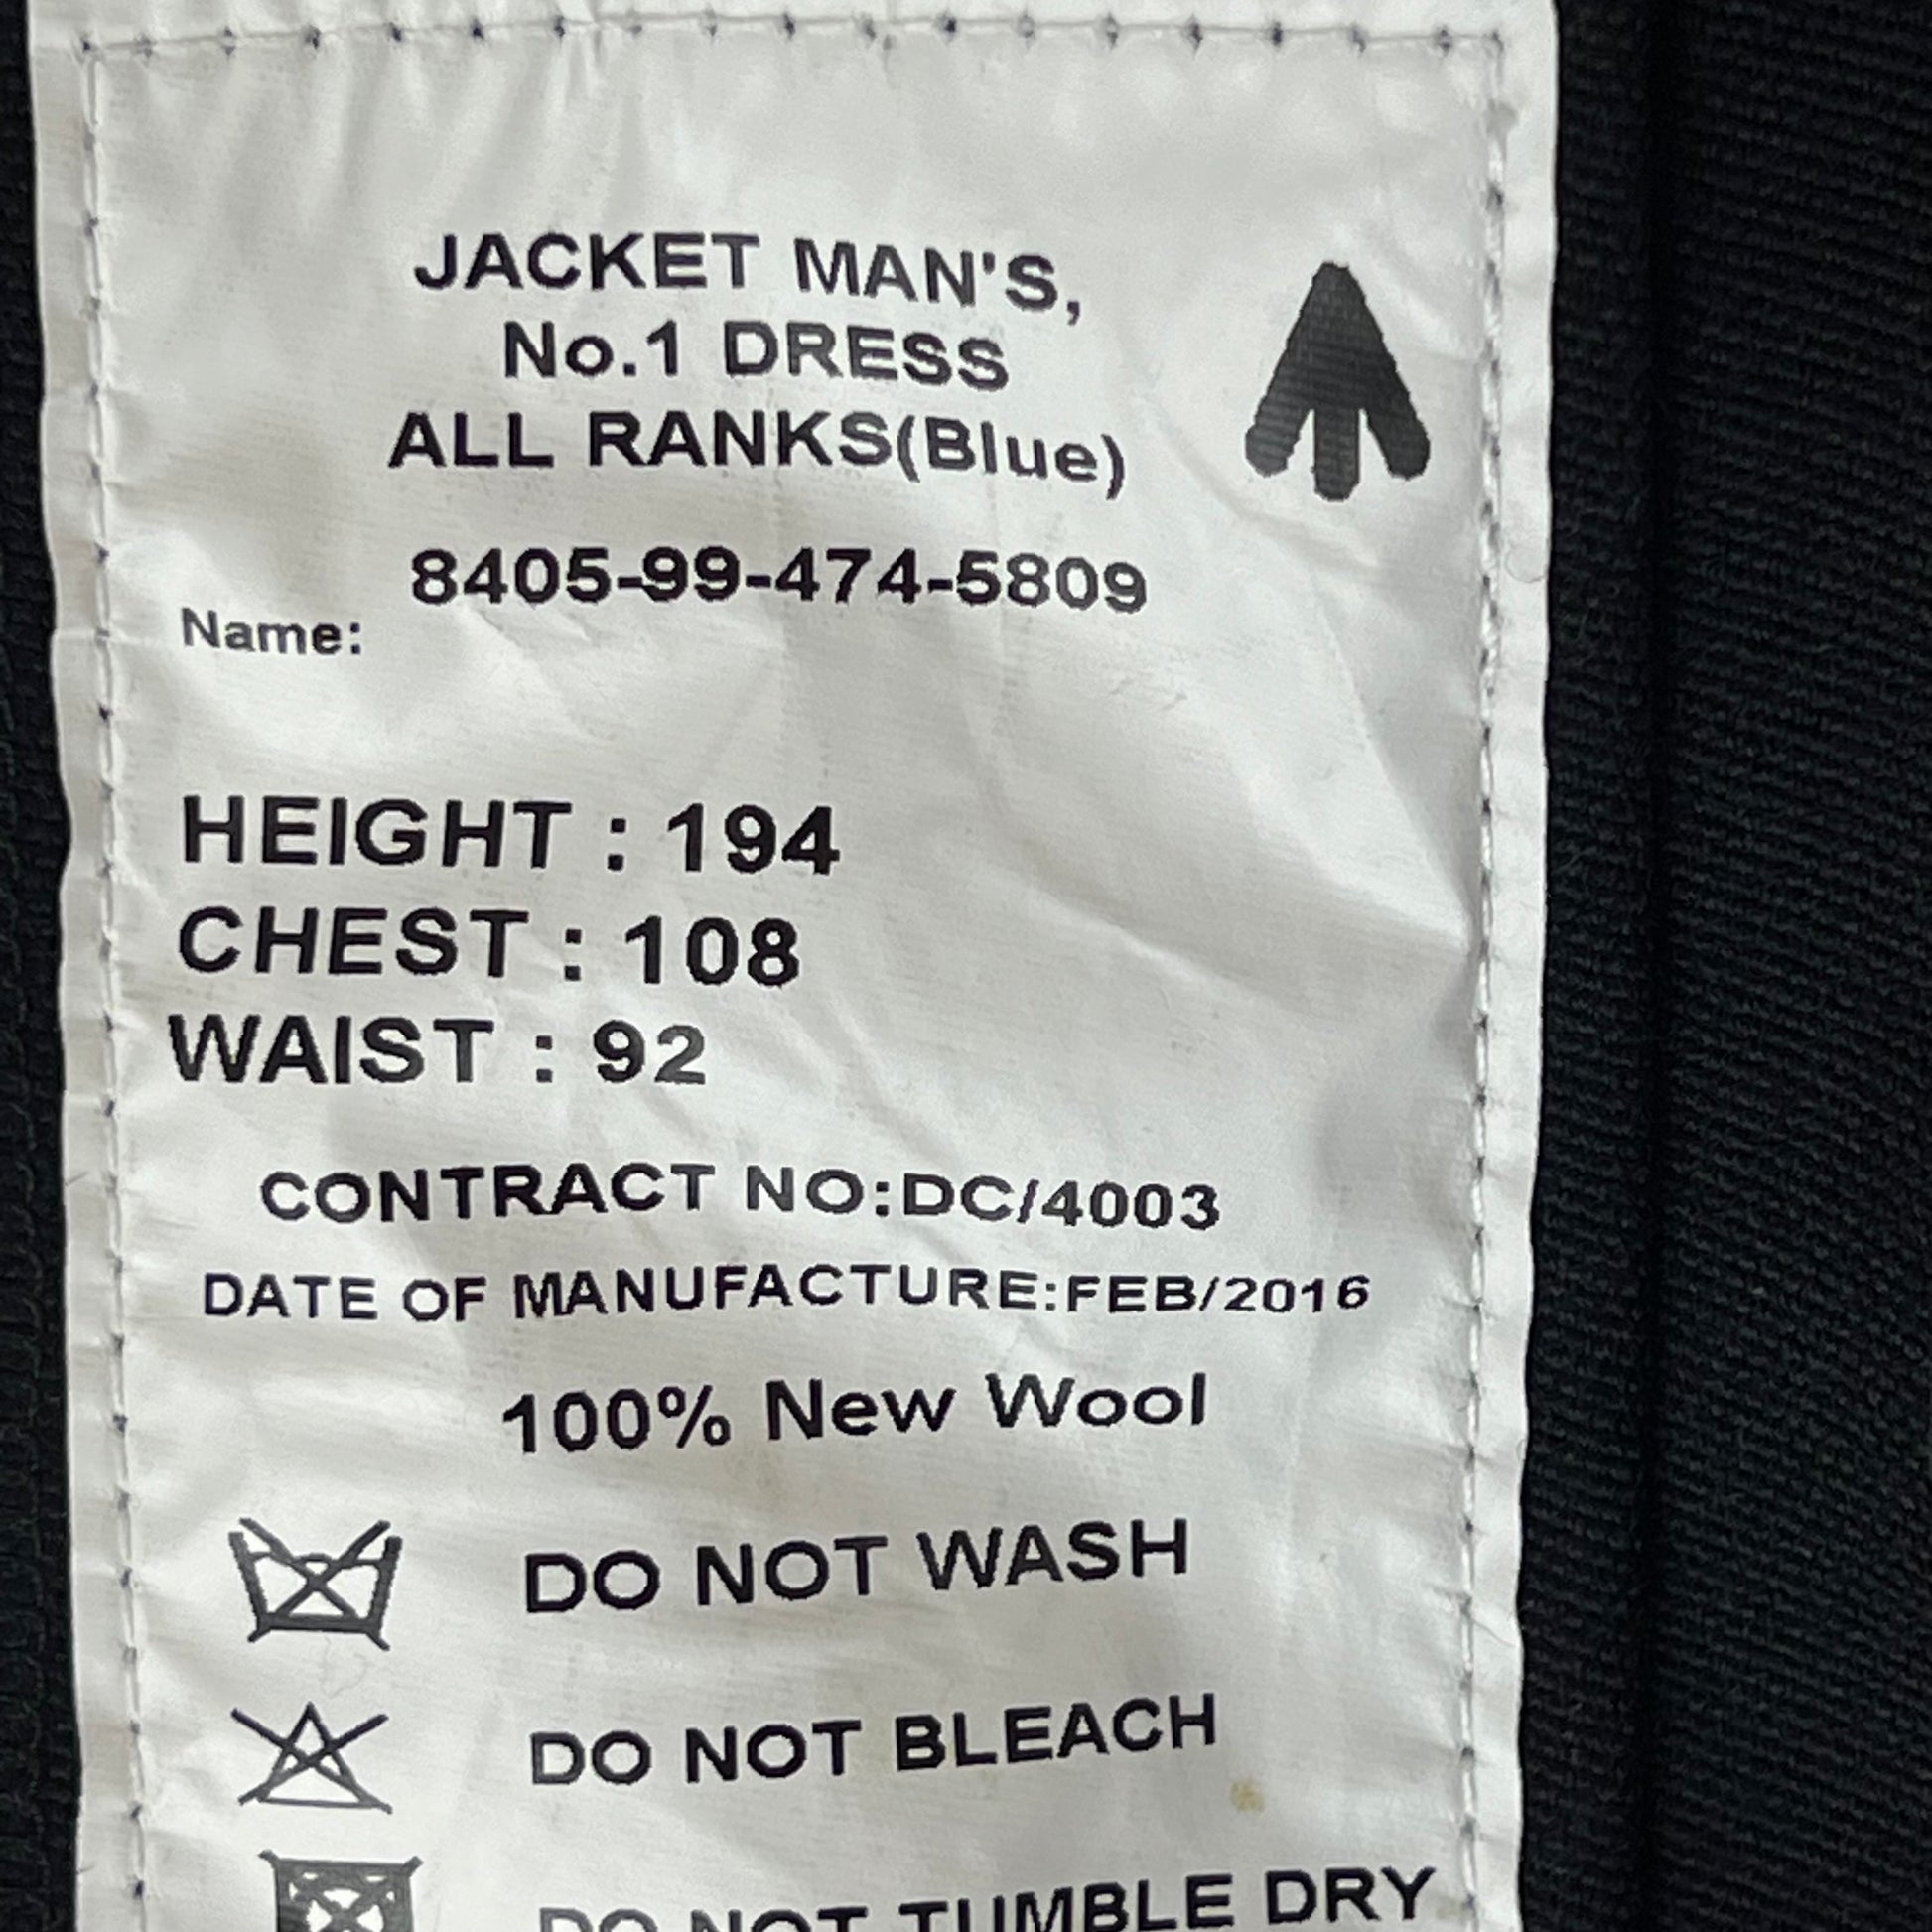 JACKET MAN'S,
No.1 DRESS
ALL RANKS(Blue)
8405-99-474-5809
Name:
HEIGHT : 194
CHEST : 108
WAIST : 92
CONTRACT NO:DC/4003
DATE OF MANUFACTURE:FEB/2016
100% New Wool
DO NOT WASH
DO NOT BLEACH
DO NOT TUMBLE DRY